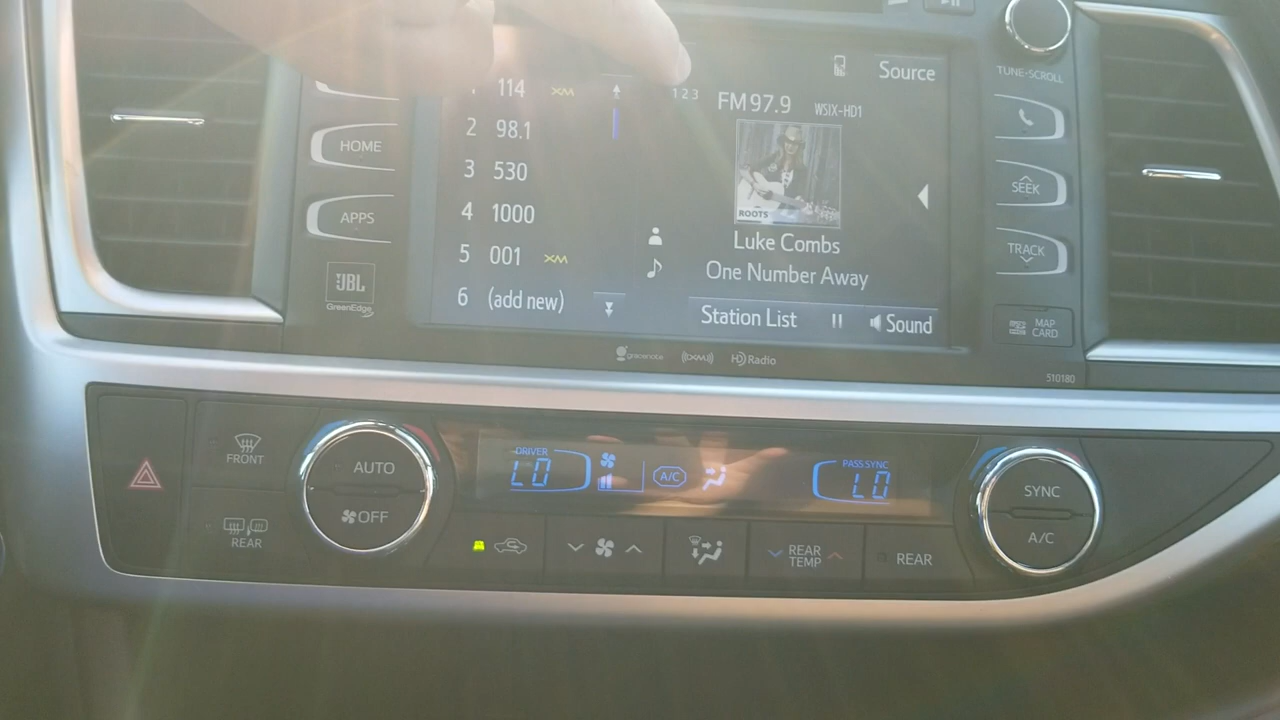 TUNE-SCROLL
Source
1 114 XM
123
FM 97.9 WSIX-HD1
2 98.1
HOME
3 530
SEEK
4 1000
ROOTS
APPS
Luke Combs
TRACK
5 001 XM
One Number Away
JBL
GreenEdge
6 (add new)
Station List
Sound
MAP
CARD
gracenote
((XM))
HD Radio
510180
FRONT
AUTO
OFF
REAR
DRIVER
LO
A/C
PASS SYNC
LO
SYNC
A/C
REAR
TEMP
REAR